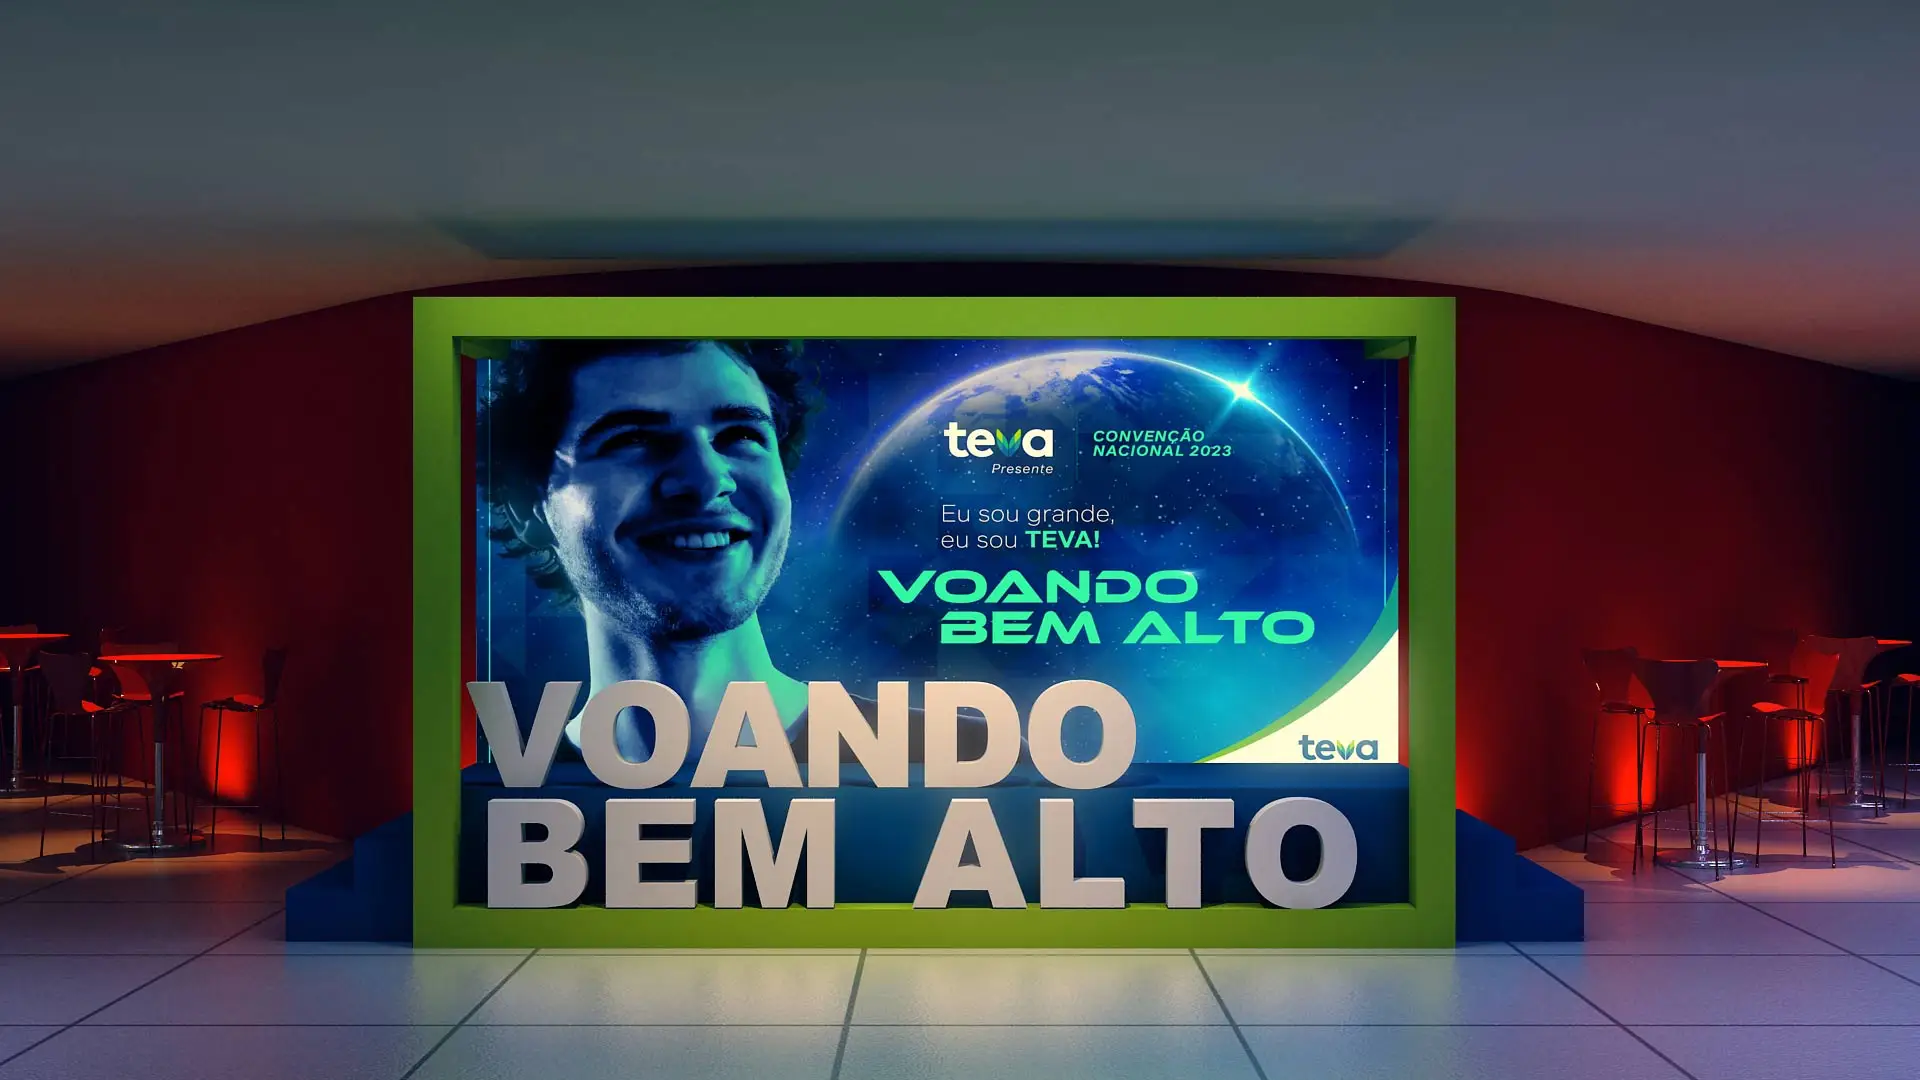 teva
Presente
CONVENÇÃO
NACIONAL 2023
Eu sou grande,
eu sou TEVA!
VOANDO
BEM ALTO
teva
VOANDO
BEM ALTO